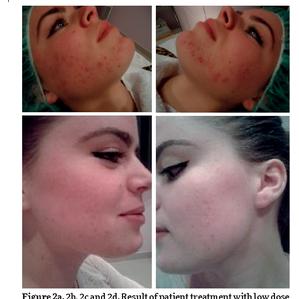 Figure 2a, 2b, 2c and 2d. Result of patient treatment with low dose